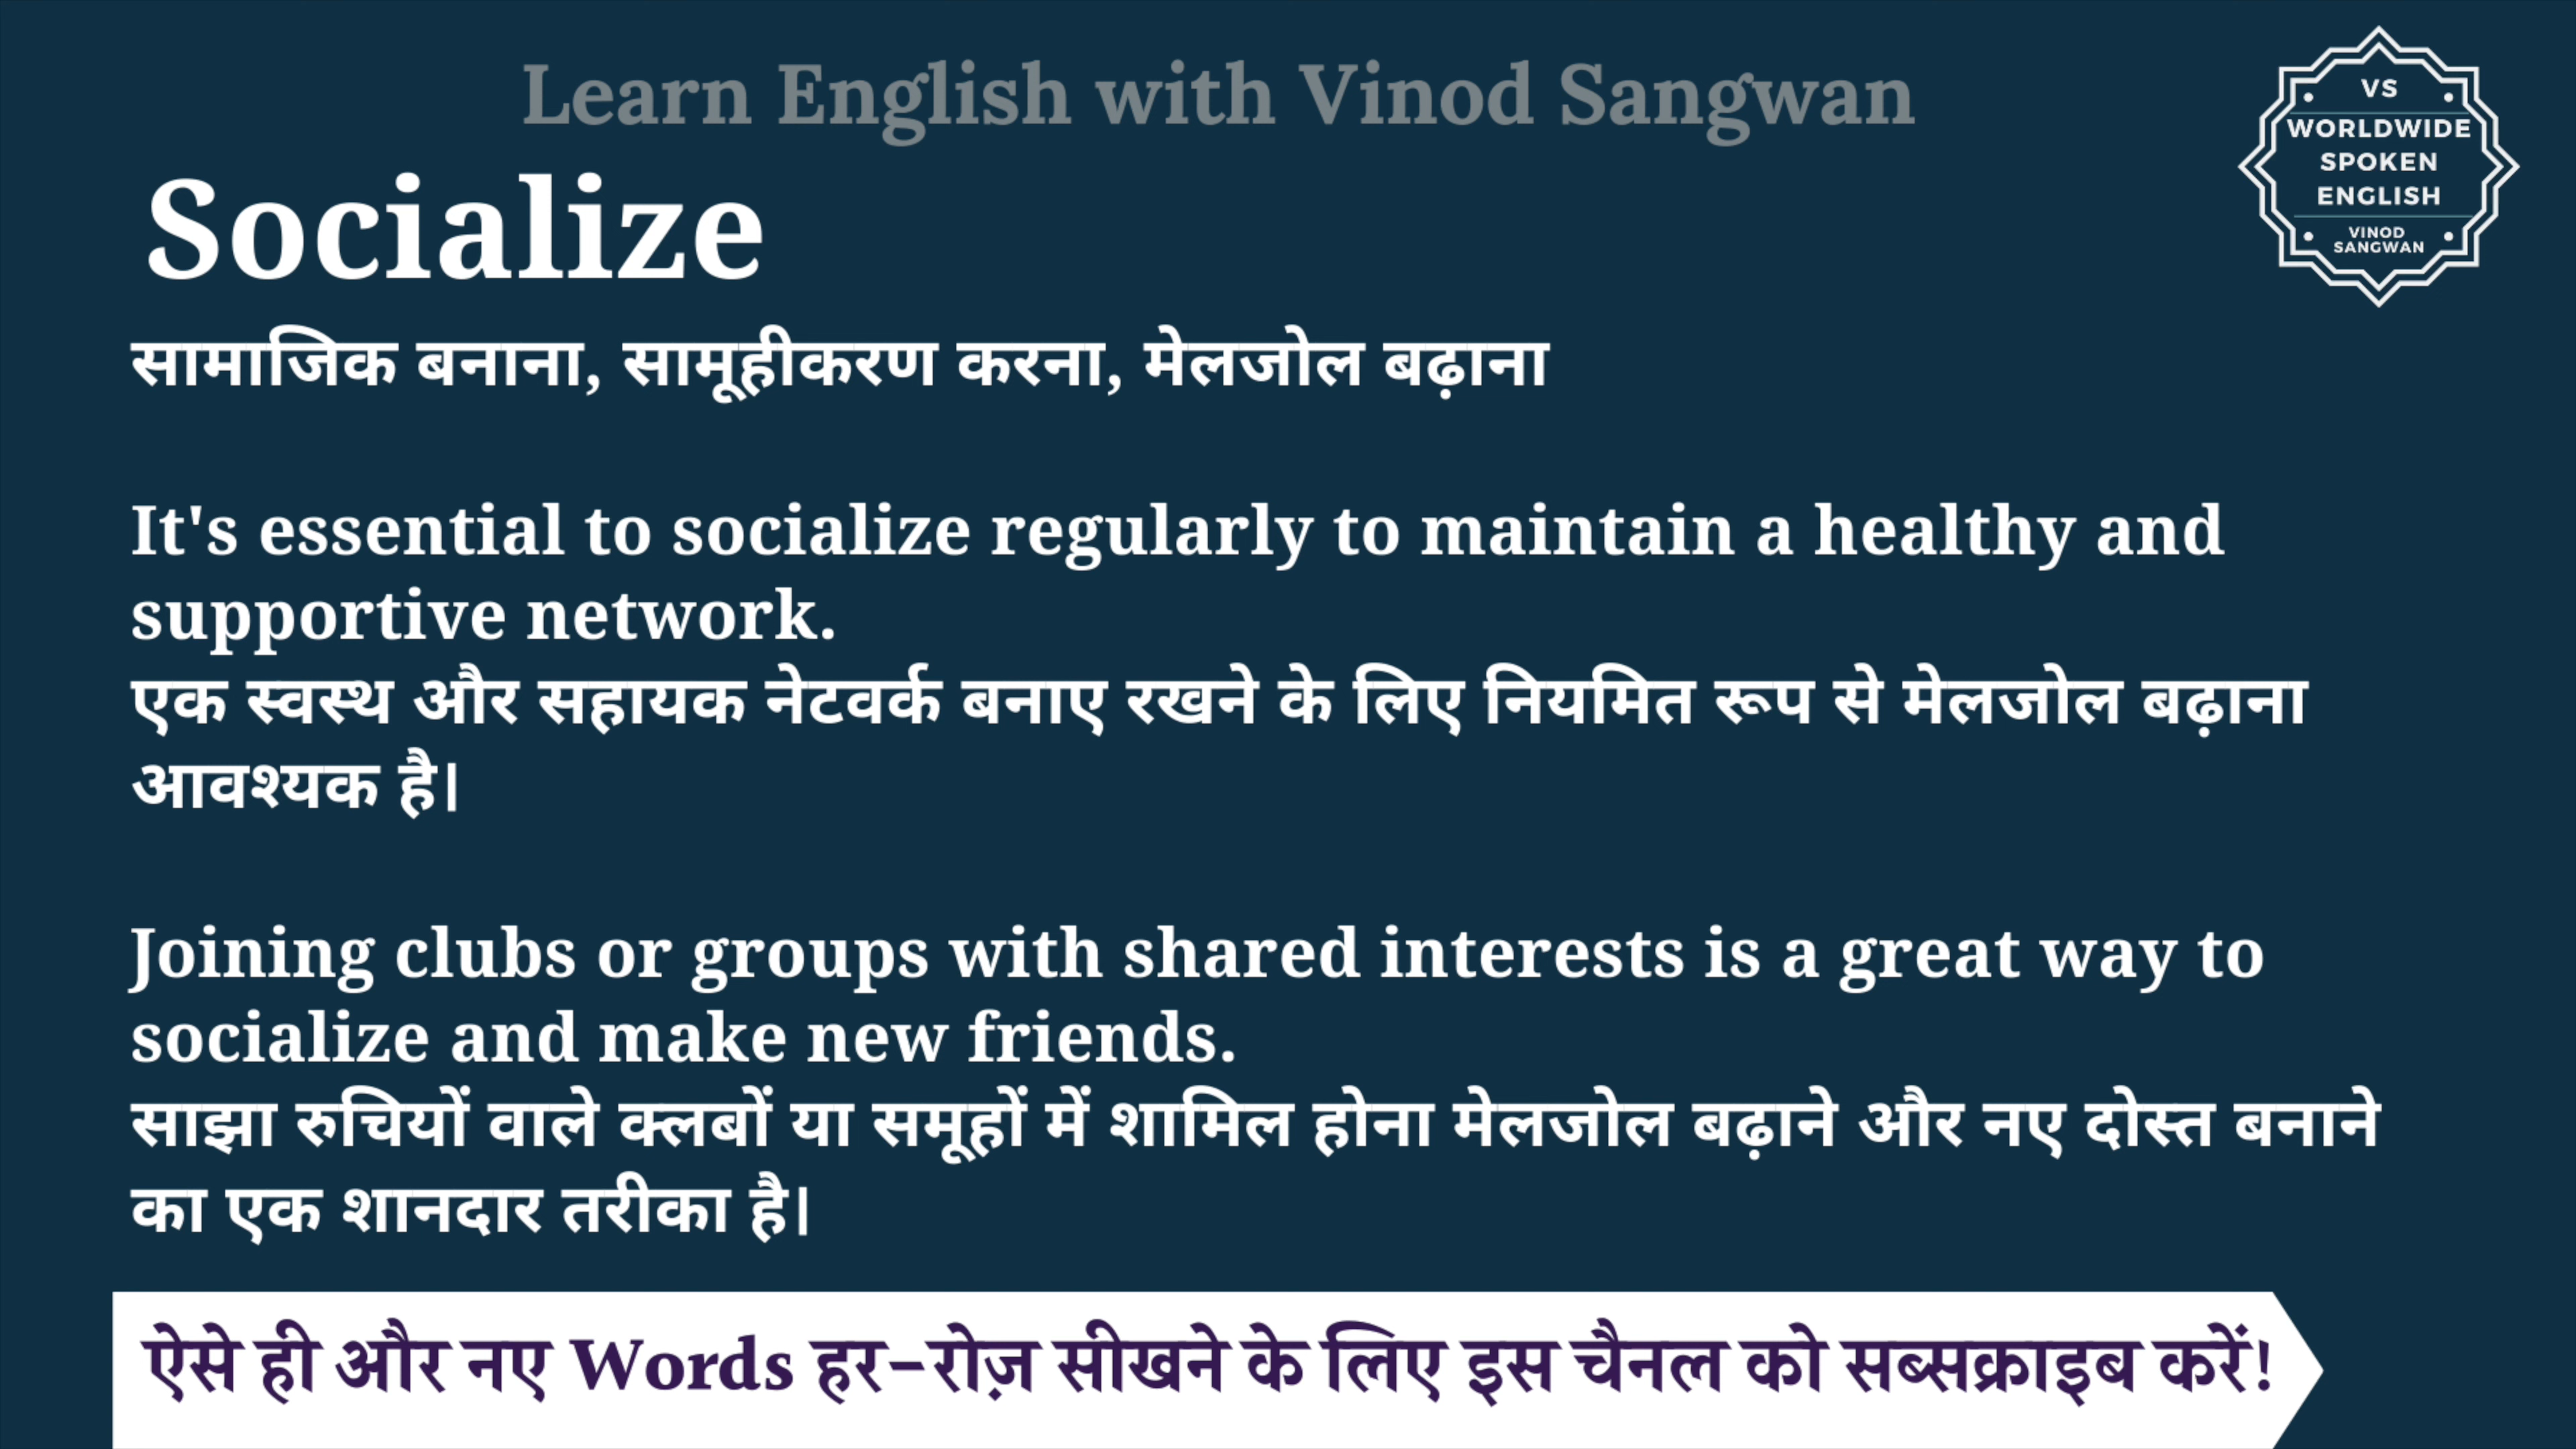 Learn English with Vinod Sangwan
VS
WORLDWIDE
SPOKEN
ENGLISH
VINOD
SANGWAN
Socialize
सामाजिक बनाना, सामूहीकरण करना, मेलजोल बढ़ाना
It's essential to socialize regularly to maintain a healthy and
supportive network.
एक स्वस्थ और सहायक नेटवर्क बनाए रखने के लिए नियमित रूप से मेलजोल बढ़ाना
आवश्यक है।
Joining clubs or groups with shared interests is a great way to
socialize and make new friends.
साझा रुचियों वाले क्लबों या समूहों में शामिल होना मेलजोल बढ़ाने और नए दोस्त बनाने
का एक शानदार तरीका है।
ऐसे ही और नए Words हर-रोज़ सीखने के लिए इस चैनल को सब्सक्राइब करें!